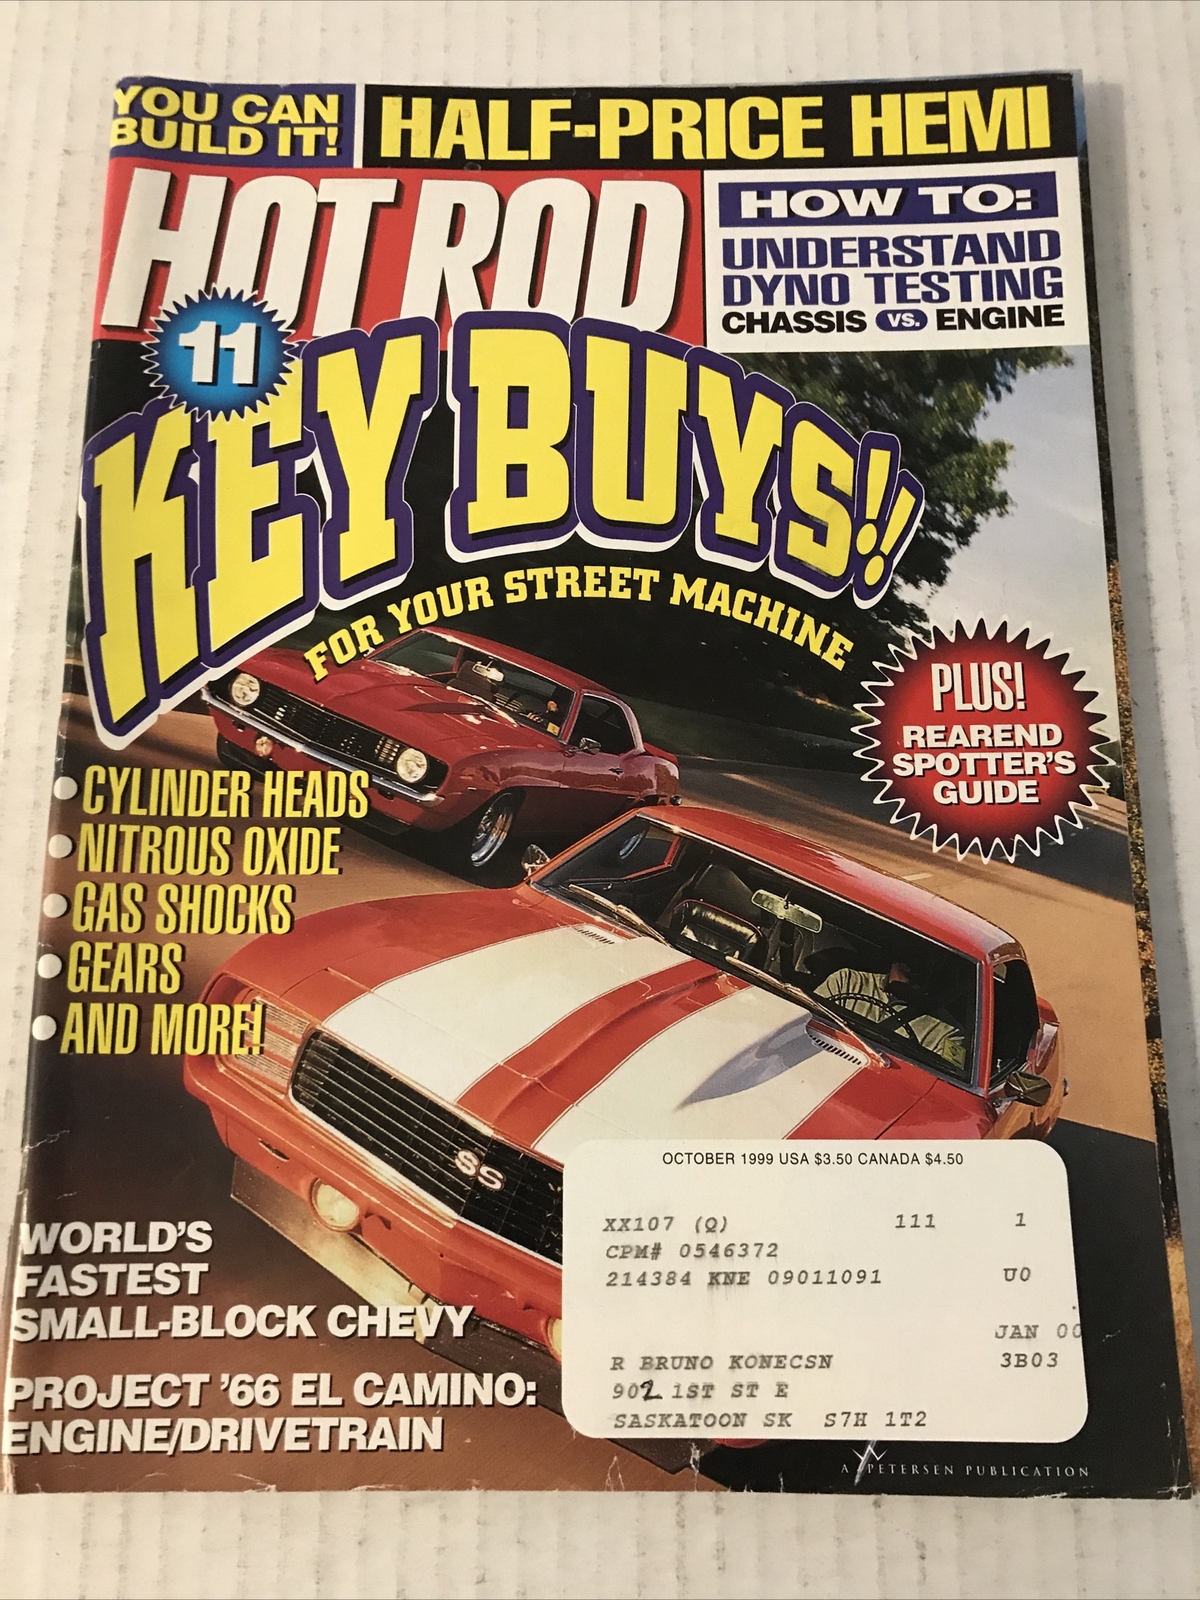 YOU CAN
BUILD IT!
HALF-PRICE HEMI
HOT ROD
HOW TO:
UNDERSTAND
DYNO TESTING
CHASSIS VS. ENGINE
11
KEY BUYS!!
FOR YOUR STREET MACHINE
PLUS!
REAREND
SPOTTER'S
GUIDE
• CYLINDER HEADS
• NITROUS OXIDE
• GAS SHOCKS
• GEARS
• AND MORE!
SS
WORLD'S
FASTEST
SMALL-BLOCK CHEVY
PROJECT '66 EL CAMINO:
ENGINE/DRIVETRAIN
OCTOBER 1999 USA $3.50 CANADA $4.50
XX107 (Q) 111 1
CPM# 0546372
214384 KNE 09011091 U0
JAN 00
R BRUNO KONECSN 3B03
902 1ST ST E
SASKATOON SK S7H 1T2
A PETERSEN PUBLICATION